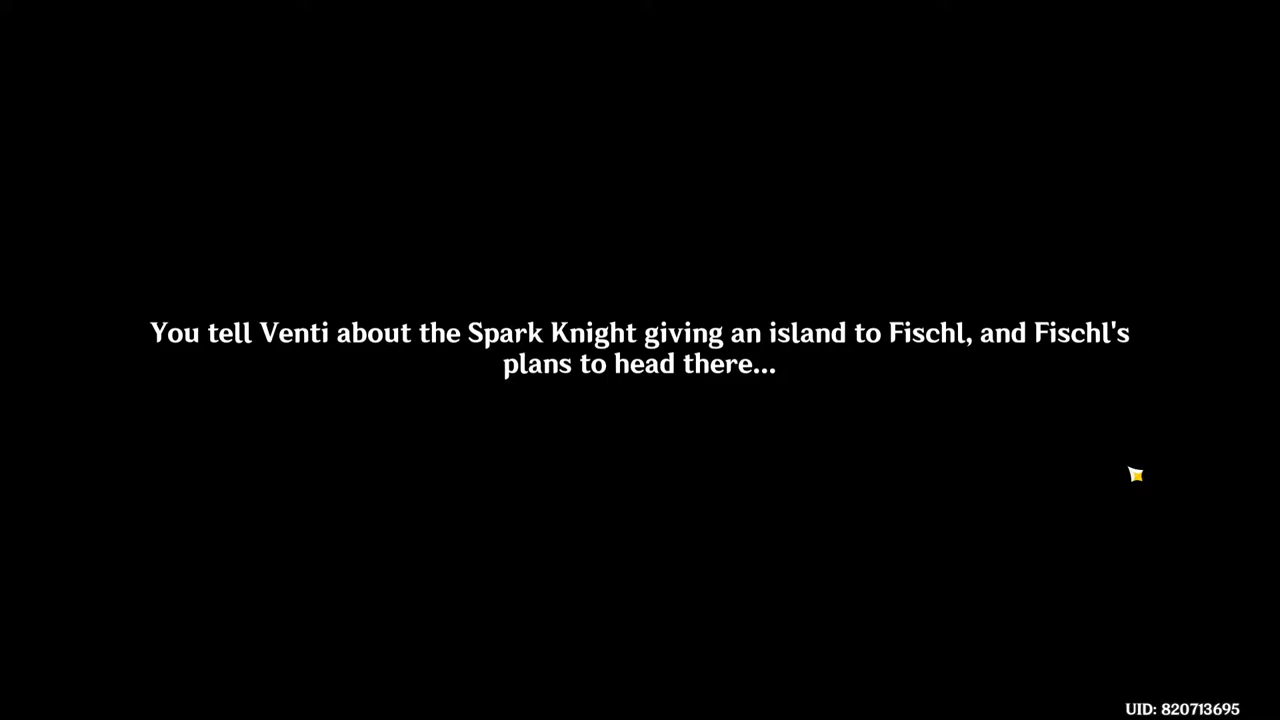 You tell Venti about the Spark Knight giving an island to Fischl, and Fischl's
plans to head there...
UID: 820713695